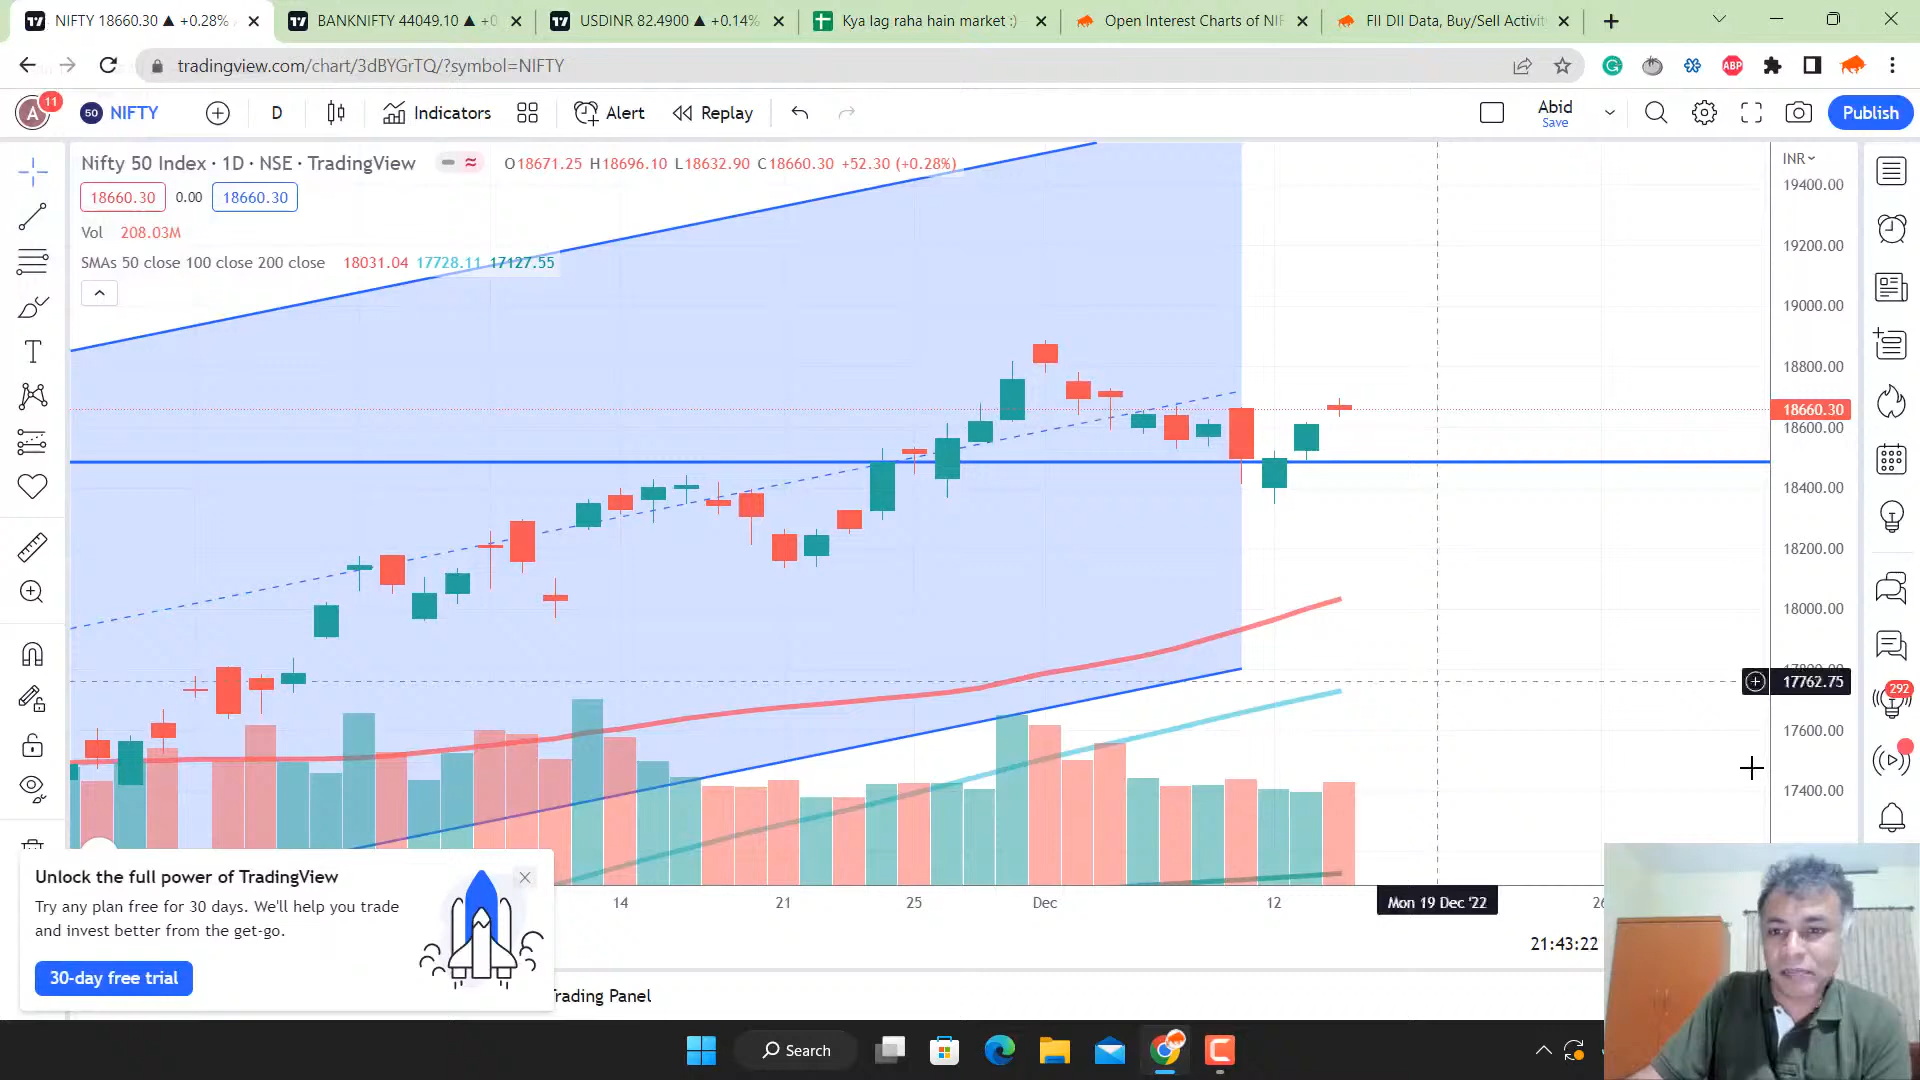 NIFTY 18660.30 ▲ +0.28%
BANKNIFTY 44049.10 ▲ +0
USDINR 82.4900 ▲ +0.14%
Kya lag raha hain market :)
Open Interest Charts of NIF
FII DII Data, Buy/Sell Activit
tradingview.com/chart/3dBYGrTQ/?symbol=NIFTY
ABP
A
11
50
NIFTY
D
Indicators
Alert
Replay
Abid
Save
Publish
Nifty 50 Index · 1D · NSE · TradingView
O18671.25 H18696.10 L18632.90 C18660.30 +52.30 (+0.28%)
INR
18660.30 0.00 18660.30
Vol 208.03M
SMAs 50 close 100 close 200 close 18031.04 17728.11 17127.55
19400.00
19200.00
19000.00
18800.00
18660.30
18600.00
18400.00
18200.00
18000.00
17800.00
17762.75
17600.00
17400.00
292
14
21
25
Dec
12
Mon 19 Dec '22
21:43:22
Unlock the full power of TradingView
Try any plan free for 30 days. We'll help you trade
and invest better from the get-go.
30-day free trial
Trading Panel
Search